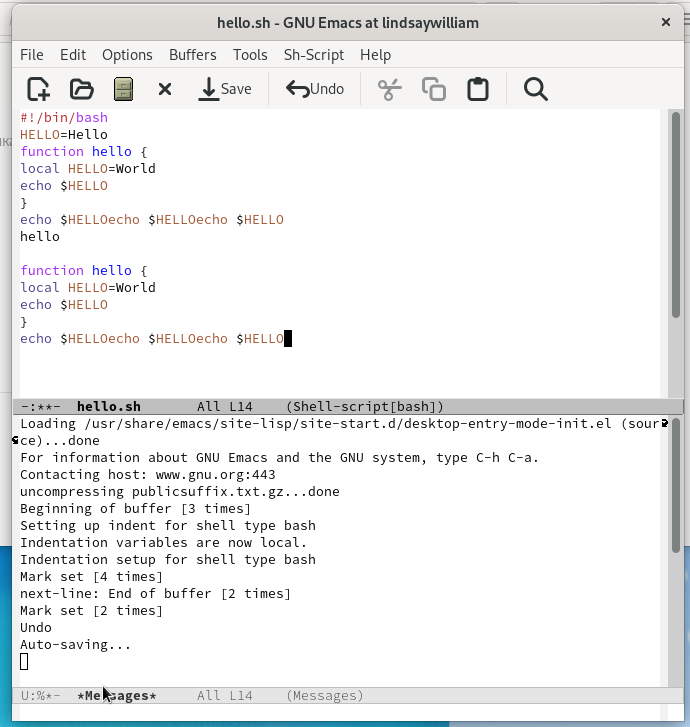 hello.sh - GNU Emacs at lindsaywilliam
File Edit Options Buffers Tools Sh-Script Help
Save Undo
#!/bin/bash
HELLO=Hello
function hello {
local HELLO=World
echo $HELLO
}
echo $HELLOecho $HELLOecho $HELLO
hello
function hello {
local HELLO=World
echo $HELLO
}
echo $HELLOecho $HELLOecho $HELLO
-:**- hello.sh All L14 (Shell-script[bash])
Loading /usr/share/emacs/site-lisp/site-start.d/desktop-entry-mode-init.el (sour
ce)...done
For information about GNU Emacs and the GNU system, type C-h C-a.
Contacting host: www.gnu.org:443
uncompressing publicsuffix.txt.gz...done
Beginning of buffer [3 times]
Setting up indent for shell type bash
Indentation variables are now local.
Indentation setup for shell type bash
Mark set [4 times]
next-line: End of buffer [2 times]
Mark set [2 times]
Undo
Auto-saving...
U:%*- *Messages* All L14 (Messages)